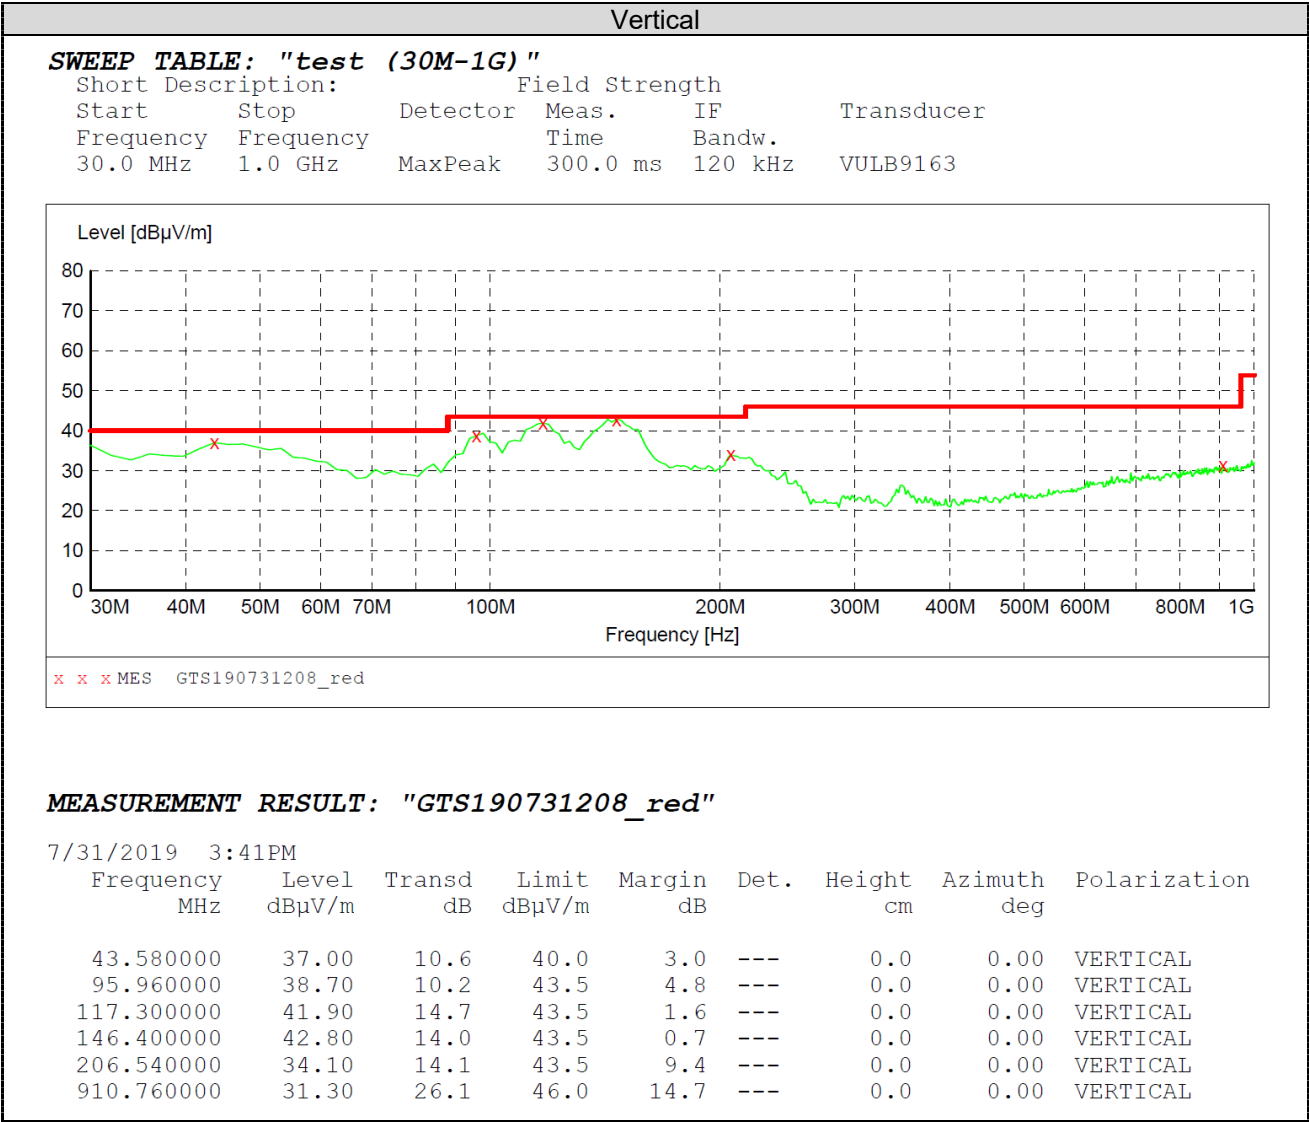 Vertical
SWEEP TABLE: "test (30M-1G)"
Short Description: Field Strength
Start Stop Detector Meas. IF Transducer
Frequency Frequency Time Bandw.
30.0 MHz 1.0 GHz MaxPeak 300.0 ms 120 kHz VULB9163
Level [dBµV/m]
80
70
60
50
40
30
20
10
0
30M 40M 50M 60M 70M 100M 200M 300M 400M 500M 600M 800M 1G
Frequency [Hz]
x x x MES GTS190731208_red
MEASUREMENT RESULT: "GTS190731208_red"
7/31/2019 3:41PM
Frequency Level Transd Limit Margin Det. Height Azimuth Polarization
MHz dBµV/m dB dBµV/m dB cm deg
43.580000 37.00 10.6 40.0 3.0 --- 0.0 0.00 VERTICAL
95.960000 38.70 10.2 43.5 4.8 --- 0.0 0.00 VERTICAL
117.300000 41.90 14.7 43.5 1.6 --- 0.0 0.00 VERTICAL
146.400000 42.80 14.0 43.5 0.7 --- 0.0 0.00 VERTICAL
206.540000 34.10 14.1 43.5 9.4 --- 0.0 0.00 VERTICAL
910.760000 31.30 26.1 46.0 14.7 --- 0.0 0.00 VERTICAL